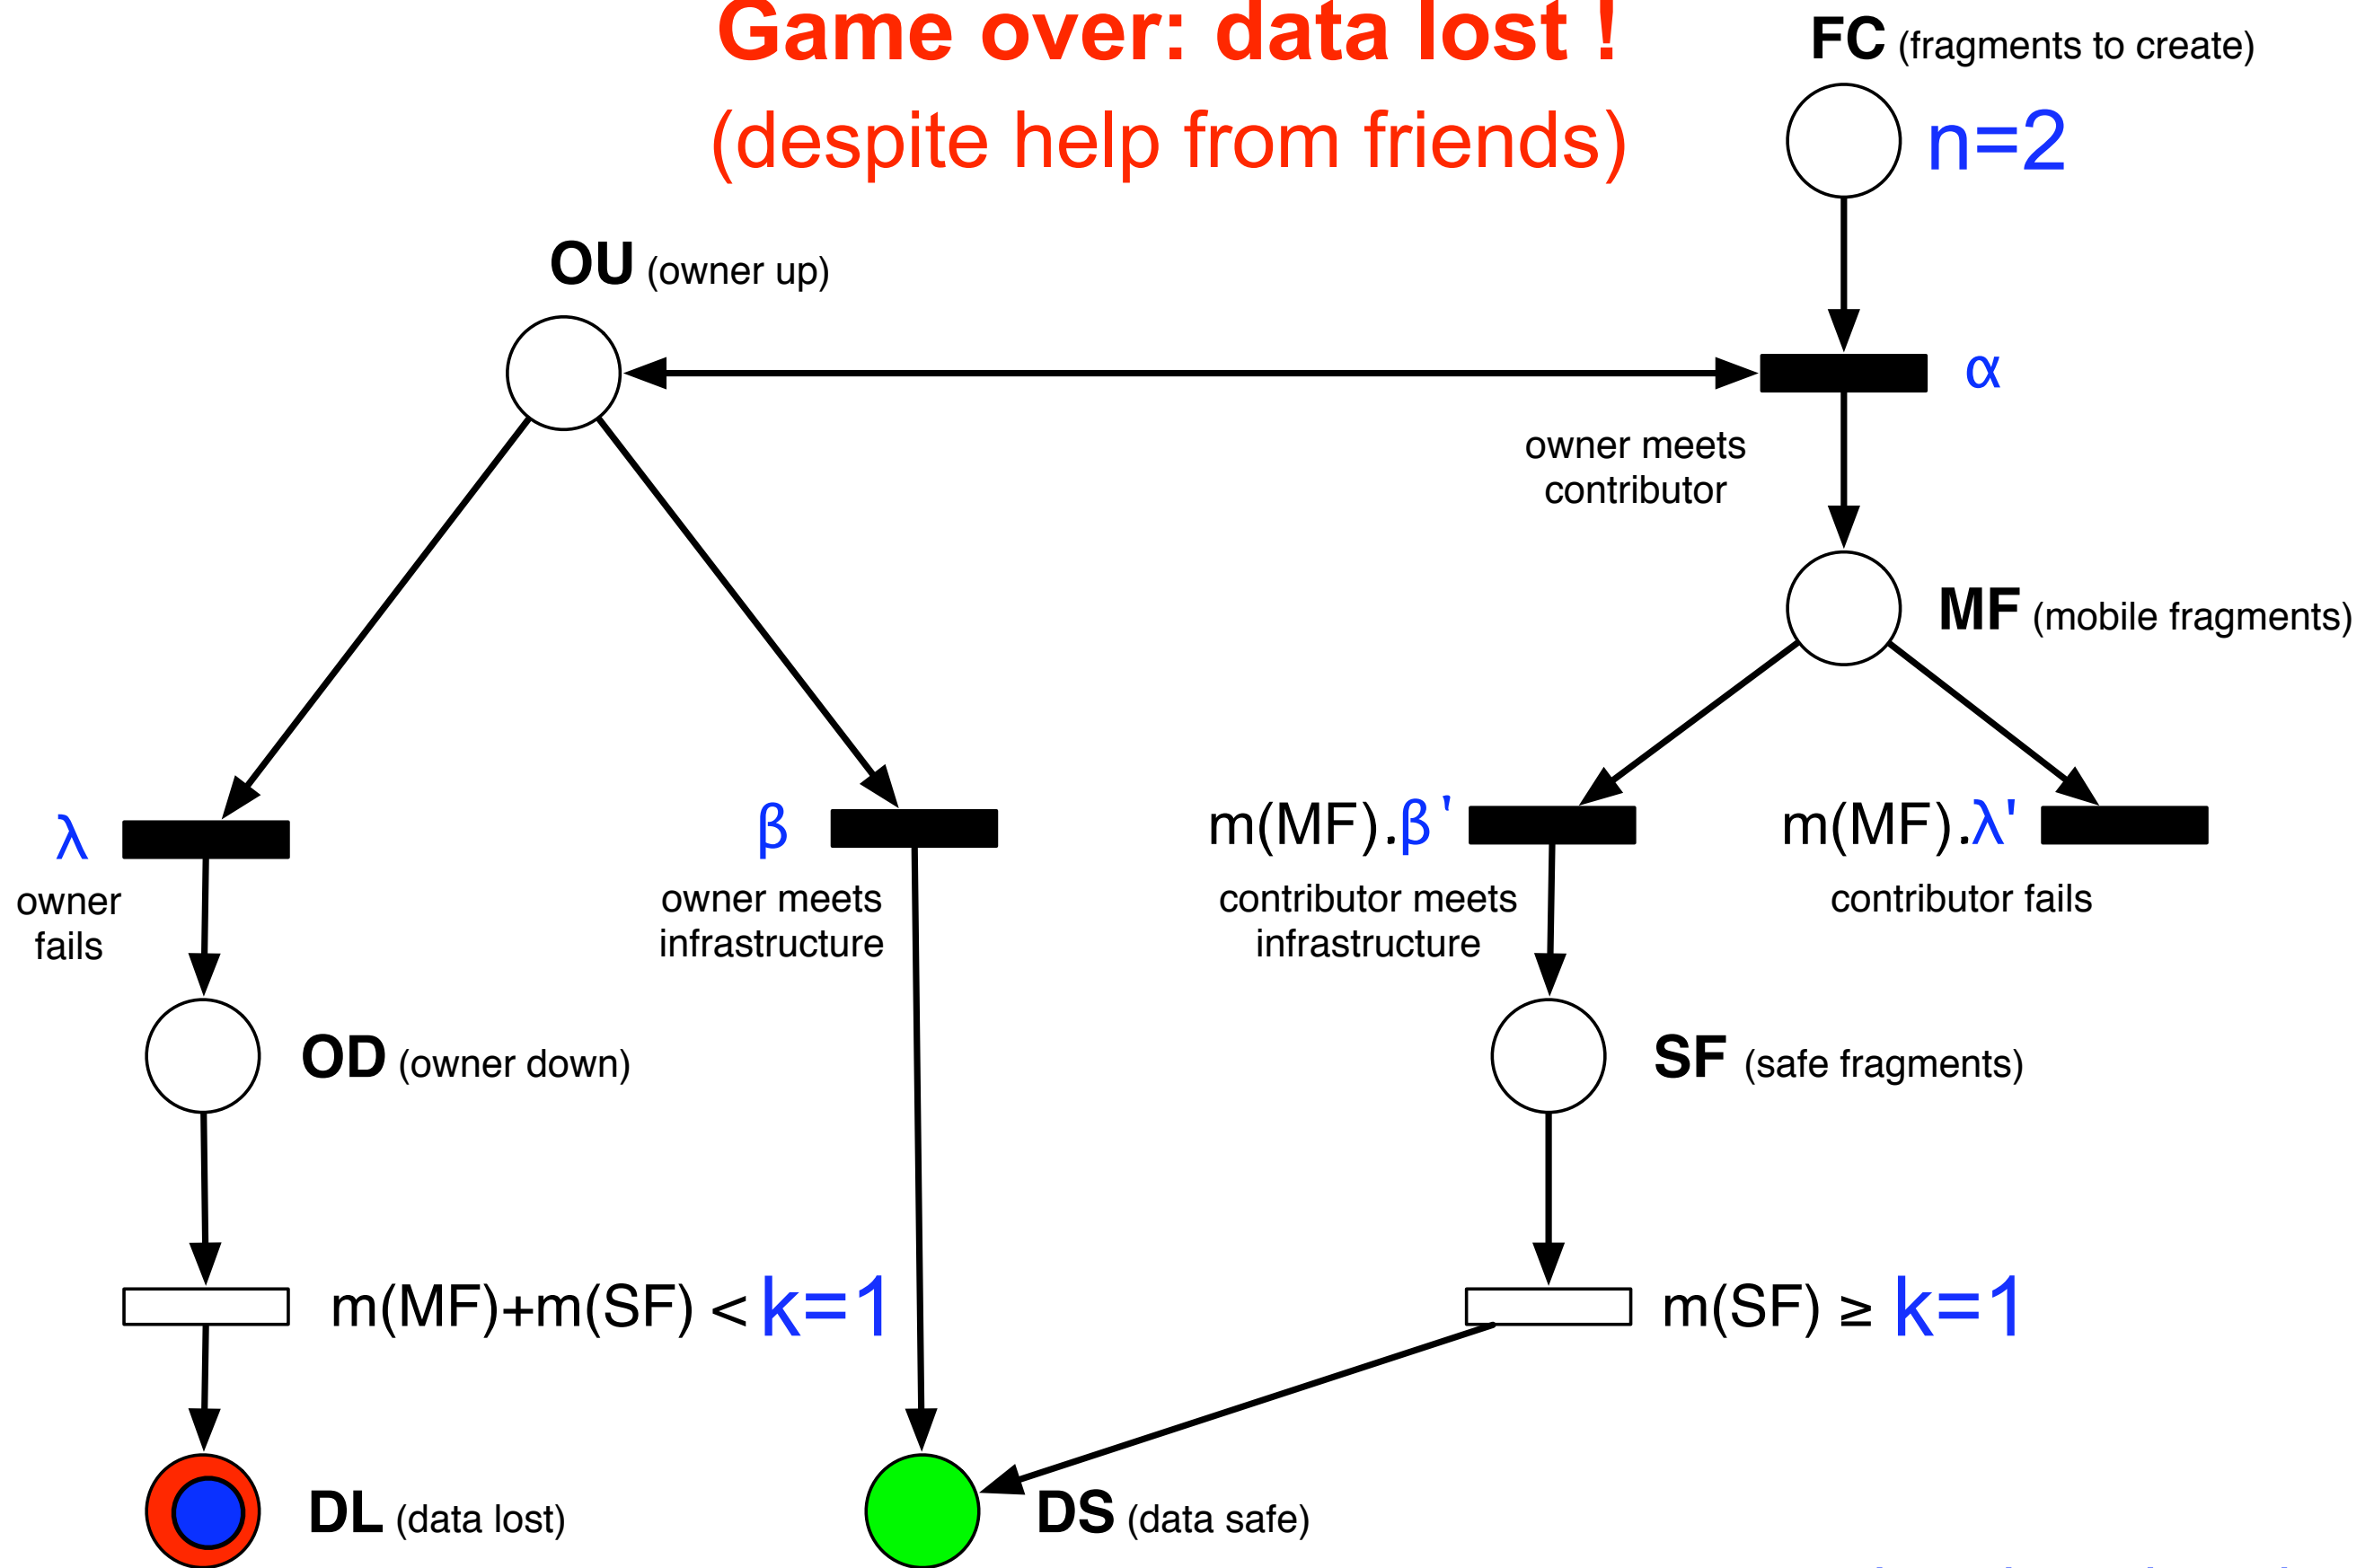 Game over: data lost !
(despite help from friends)
FC (fragments to create)
n=2
OU (owner up)
α
owner meets
contributor
MF (mobile fragments)
λ
owner
fails
β
owner meets
infrastructure
m(MF).β'
contributor meets
infrastructure
m(MF).λ'
contributor fails
OD (owner down)
SF (safe fragments)
m(MF)+m(SF) < k=1
m(SF) ≥ k=1
DL (data lost)
DS (data safe)